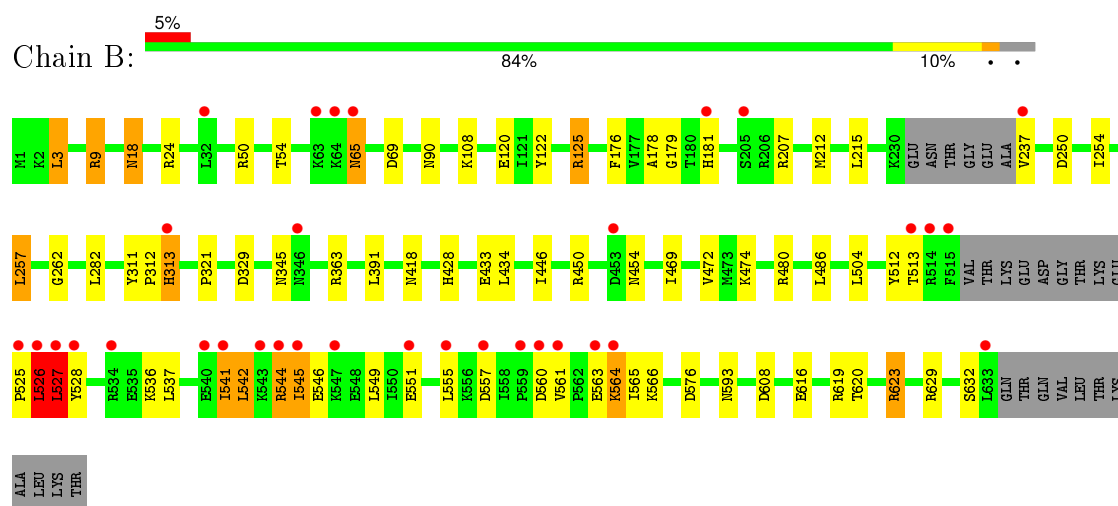 5%
Chain B:
84% 10% • •
M1 K2 L3 R9 N18 R24 L32 R50 T54 K63 K64 N65 D69 N90 K108 E120 I121 Y122 R125 F176 V177 A178 G179 T180 H181 S205 R206 R207 M212 L215 K230 GLU ASN THR GLY GLU ALA V237 D250 I254
L257 G262 L282 Y311 P312 H313 P321 D329 N345 N346 R363 L391 N418 H428 E433 L434 I446 R450 D453 N454 I469 V472 M473 K474 R480 L486 L504 Y512 T513 R514 F515 VAL THR LYS GLU ASP GLY THR LYS GLU
P525 L526 L527 Y528 R534 E535 K536 L537 E540 I541 L542 K543 R544 I545 E546 K547 E548 L549 I550 E551 L555 K556 D557 I558 P559 D560 V561 P562 E563 K564 I565 K566 D576 N593 D608 E616 R619 T620 R623 R629 S632 L633 GLN THR GLN VAL LEU THR LYS
ALA LEU LYS THR